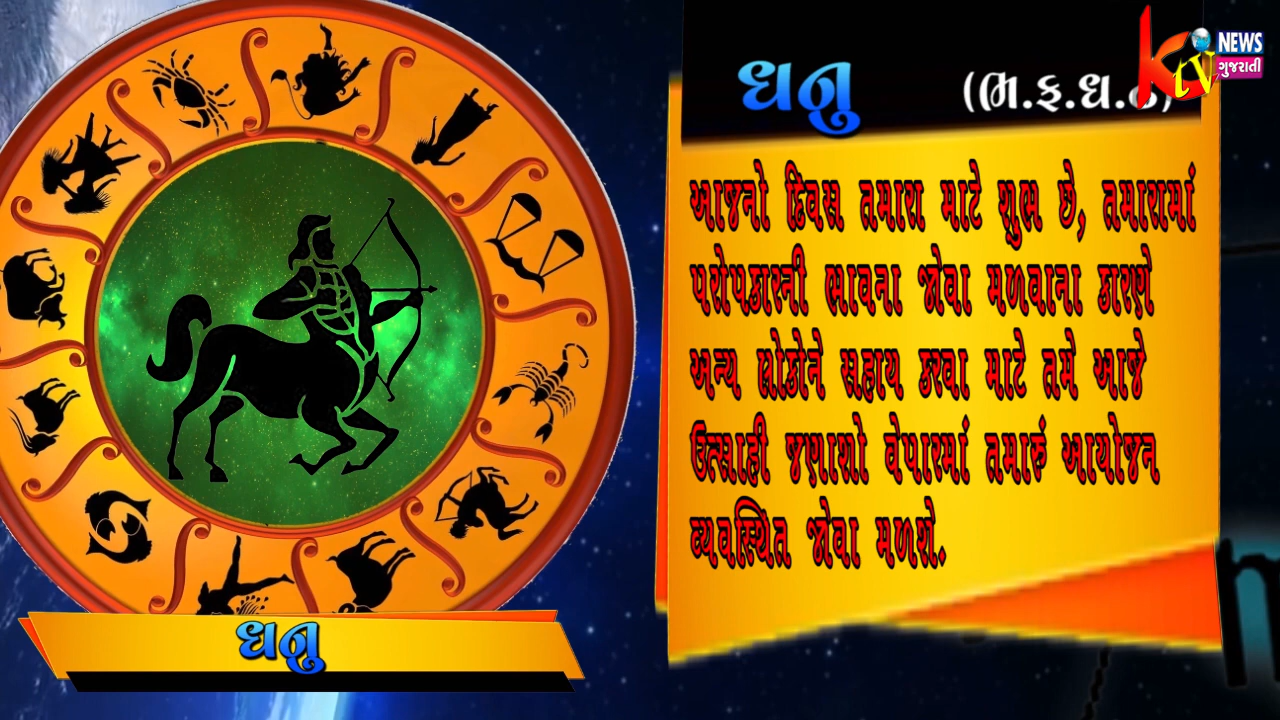 ધનુ
(ભ.ફ.ધ.
KTV NEWS
ગુજરાતી
આજનો દિવસ તમારા માટે શુભ છે, તમારામાં
પરોપકારની ભાવના જોવા મળવાના કારણે
અન્ય લોકોને સહાય કરવા માટે તમે આજે
ઉત્સાહી જણાશો વેપારમાં તમારું આયોજન
વ્યવસ્થિત જોવા મળશે.
ધનુ